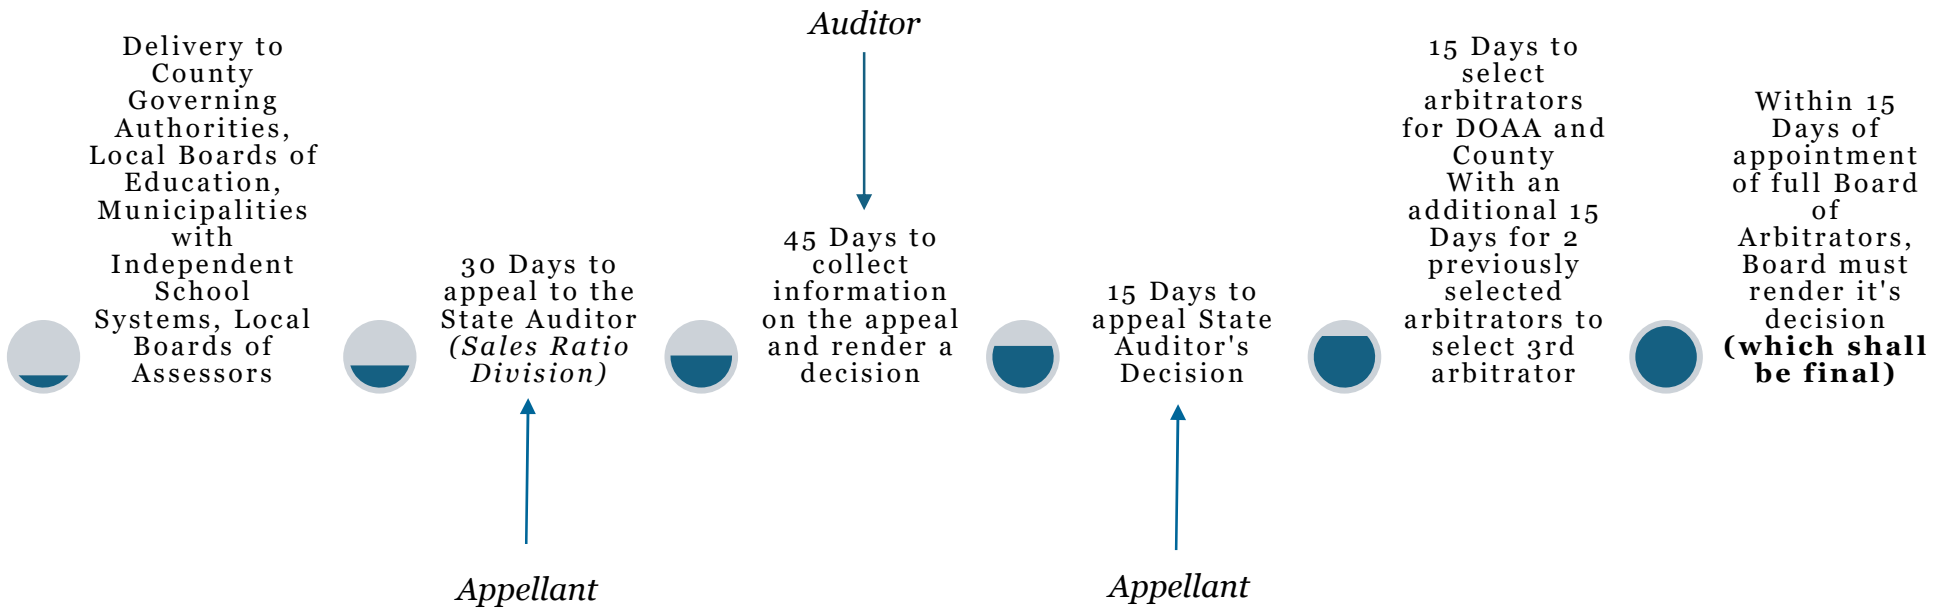 Delivery to
County
Governing
Authorities,
Local Boards of
Education,
Municipalities
with
Independent
School
Systems, Local
Boards of
Assessors
30 Days to
appeal to the
State Auditor
(Sales Ratio
Division)
Appellant
Auditor
45 Days to
collect
information
on the appeal
and render a
decision
15 Days to
appeal State
Auditor's
Decision
Appellant
15 Days to
select
arbitrators
for DOAA and
County
With an
additional 15
Days for 2
previously
selected
arbitrators to
select 3rd
arbitrator
Within 15
Days of
appointment
of full Board
of
Arbitrators,
Board must
render it's
decision
(which shall
be final)